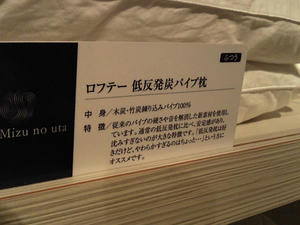 ふつう
ロフテー 低反発炭パイプ枕
中 身／木炭・竹炭練り込みパイプ100%
特 徴／従来のパイプの硬さや音を解消した新素材を使用し
ています。通常の低反発枕に比べ、安定感があり、
沈みすぎないのが大きな特徴です。「低反発枕は好
きだけど、やわらかすぎるのはちょっと…」という方に
オススメです。
Mizu no uta